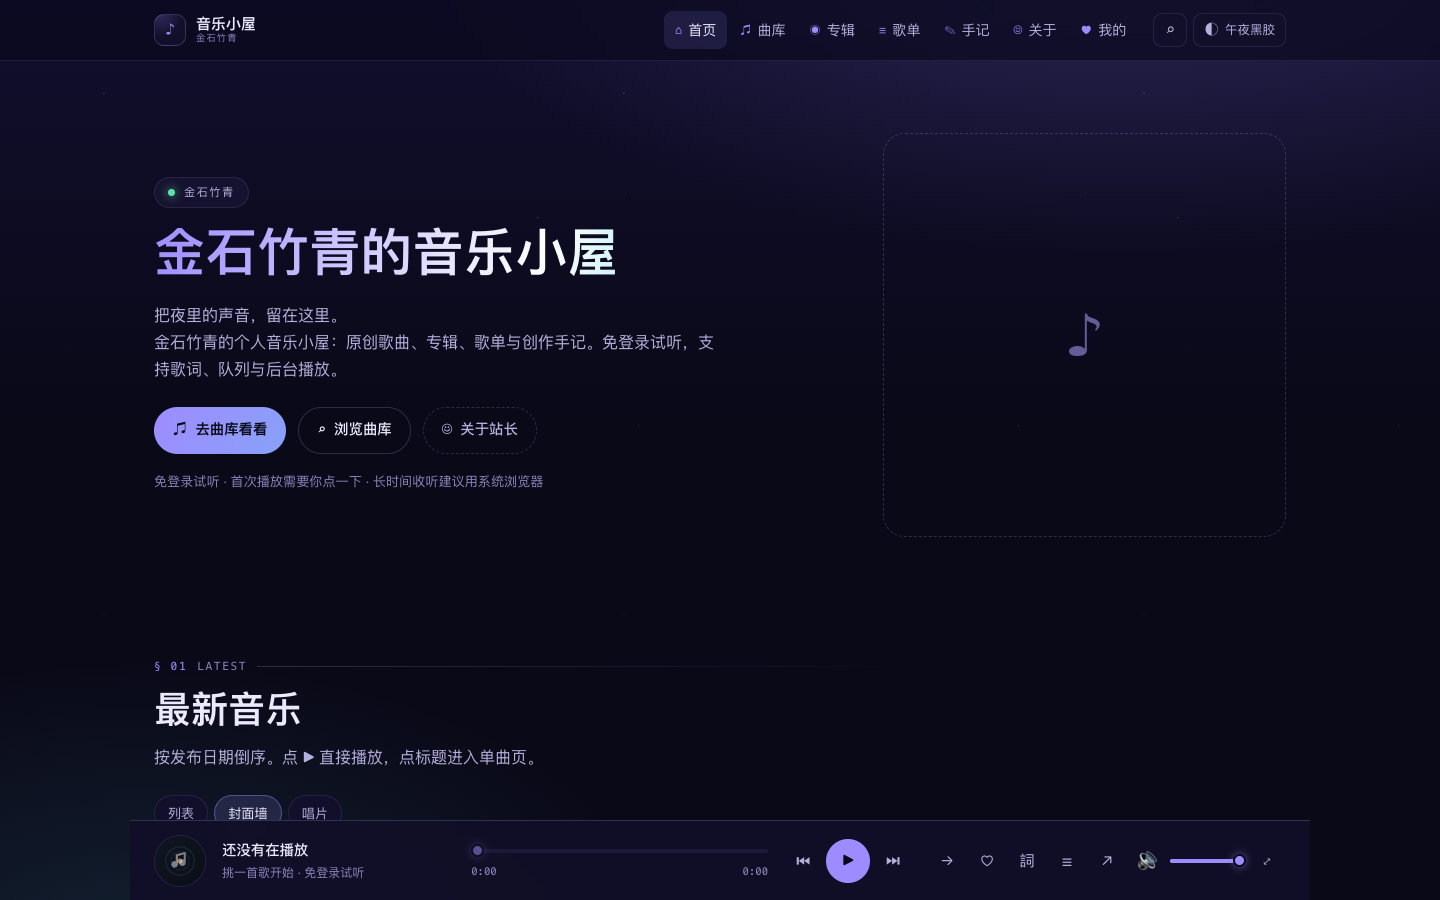 音乐小屋
金石竹青
首页 曲库 专辑 歌单 手记 关于 我的 午夜黑胶
金石竹青
金石竹青的音乐小屋
把夜里的声音，留在这里。
金石竹青的个人音乐小屋：原创歌曲、专辑、歌单与创作手记。免登录试听，支
持歌词、队列与后台播放。
去曲库看看 浏览曲库 关于站长
免登录试听 · 首次播放需要你点一下 · 长时间收听建议用系统浏览器
§ 01 LATEST
最新音乐
按发布日期倒序。点 ▶ 直接播放，点标题进入单曲页。
列表 封面墙 唱片
还没有在播放
挑一首歌开始 · 免登录试听
0:00 0:00
詞